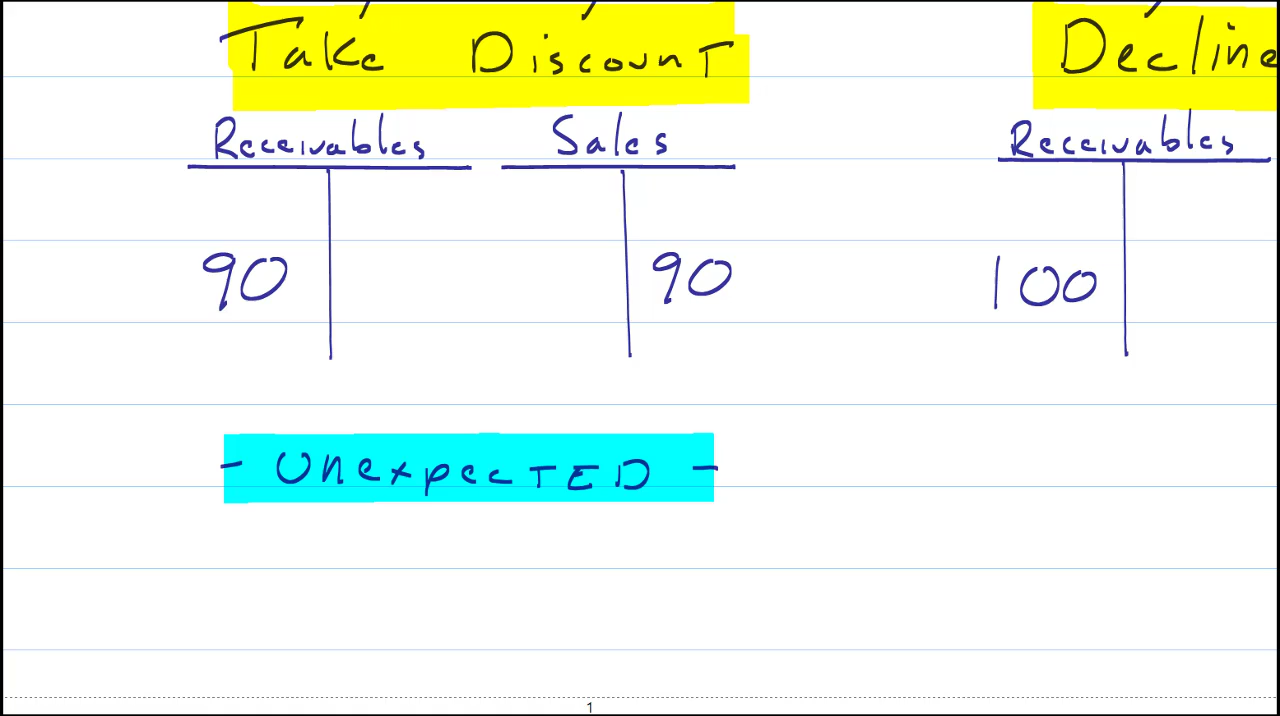 Take Discount Decline
Receivables Sales Receivables
90 90 100
- UnexpecTED -
1